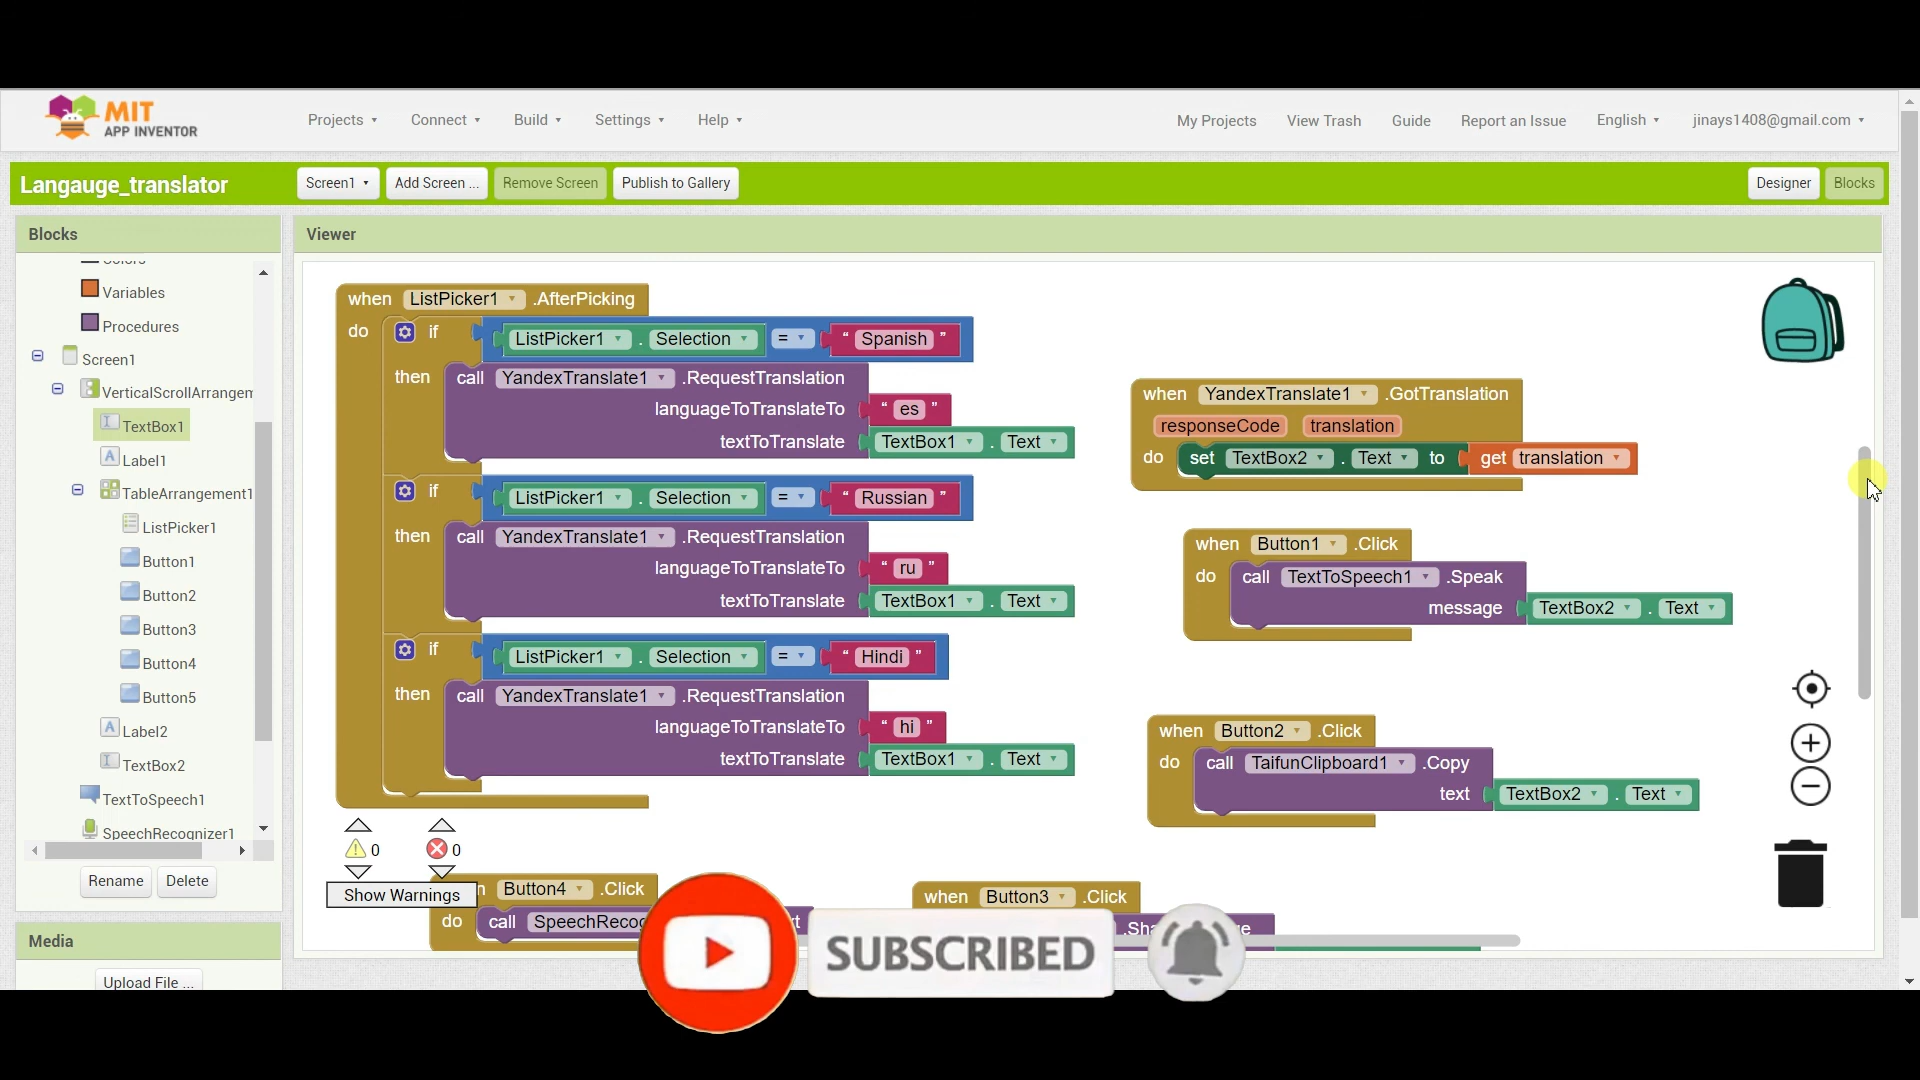 MIT
APP INVENTOR
Projects
Connect
Build
Settings
Help
My Projects
View Trash
Guide
Report an Issue
English
jinays1408@gmail.com
Langauge_translator
Screen1
Add Screen ...
Remove Screen
Publish to Gallery
Designer
Blocks
Blocks
Variables
Procedures
Screen1
VerticalScrollArrangem
TextBox1
Label1
TableArrangement1
ListPicker1
Button1
Button2
Button3
Button4
Button5
Label2
TextBox2
TextToSpeech1
SpeechRecognizer1
Rename
Delete
Media
Upload File ...
Viewer
when ListPicker1 .AfterPicking
do if ListPicker1 . Selection = “ Spanish ”
then call YandexTranslate1 .RequestTranslation
languageToTranslateTo “ es ”
textToTranslate TextBox1 . Text
if ListPicker1 . Selection = “ Russian ”
then call YandexTranslate1 .RequestTranslation
languageToTranslateTo “ ru ”
textToTranslate TextBox1 . Text
if ListPicker1 . Selection = “ Hindi ”
then call YandexTranslate1 .RequestTranslation
languageToTranslateTo “ hi ”
textToTranslate TextBox1 . Text
when YandexTranslate1 .GotTranslation
responseCode translation
do set TextBox2 . Text to get translation
when Button1 .Click
do call TextToSpeech1 .Speak
message TextBox2 . Text
when Button2 .Click
do call TaifunClipboard1 .Copy
text TextBox2 . Text
0 0
Show Warnings
Button4 .Click
do call SpeechRecog
when Button3 .Click
SUBSCRIBED